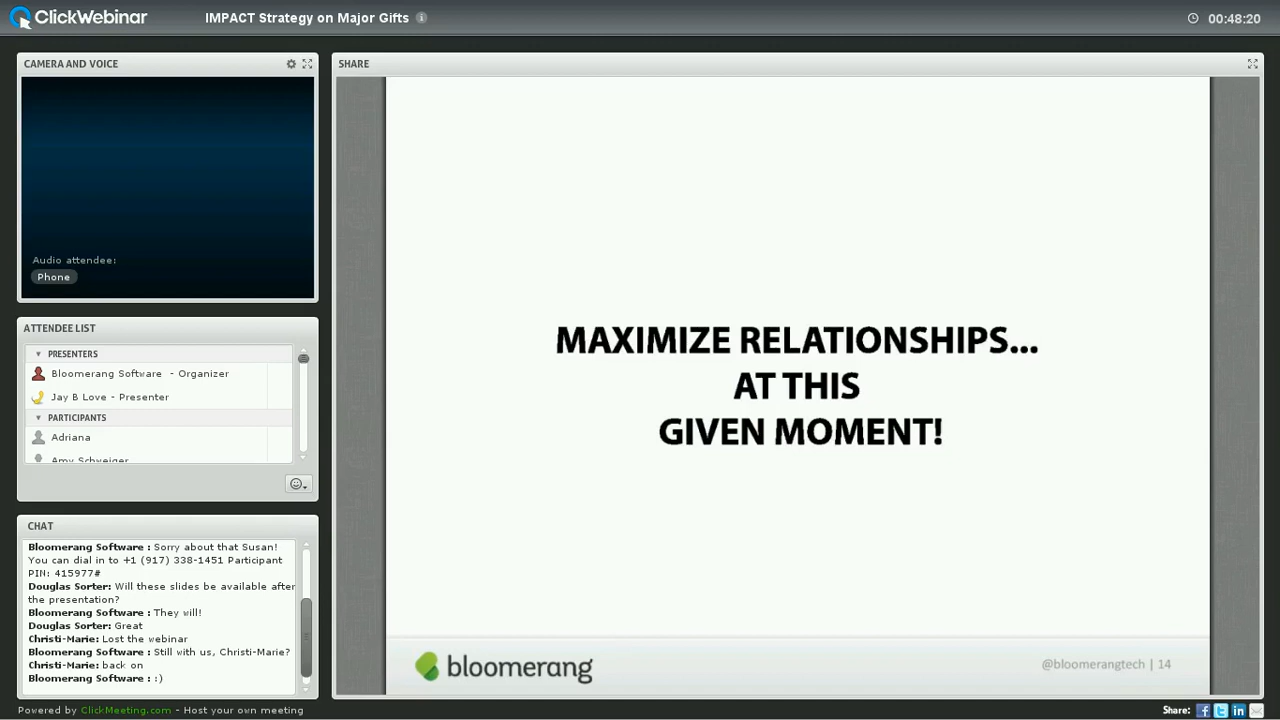 ClickWebinar
IMPACT Strategy on Major Gifts
00:48:20
CAMERA AND VOICE
Audio attendee:
Phone
ATTENDEE LIST
PRESENTERS
Bloomerang Software - Organizer
Jay B Love - Presenter
PARTICIPANTS
Adriana
Amy Schweiger
CHAT
Bloomerang Software : Sorry about that Susan!
You can dial in to +1 (917) 338-1451 Participant
PIN: 415977#
Douglas Sorter: Will these slides be available after
the presentation?
Bloomerang Software : They will!
Douglas Sorter: Great
Christi-Marie: Lost the webinar
Bloomerang Software : Still with us, Christi-Marie?
Christi-Marie: back on
Bloomerang Software : :)
SHARE
MAXIMIZE RELATIONSHIPS...
AT THIS
GIVEN MOMENT!
bloomerang
@bloomerangtech | 14
Powered by ClickMeeting.com - Host your own meeting
Share: